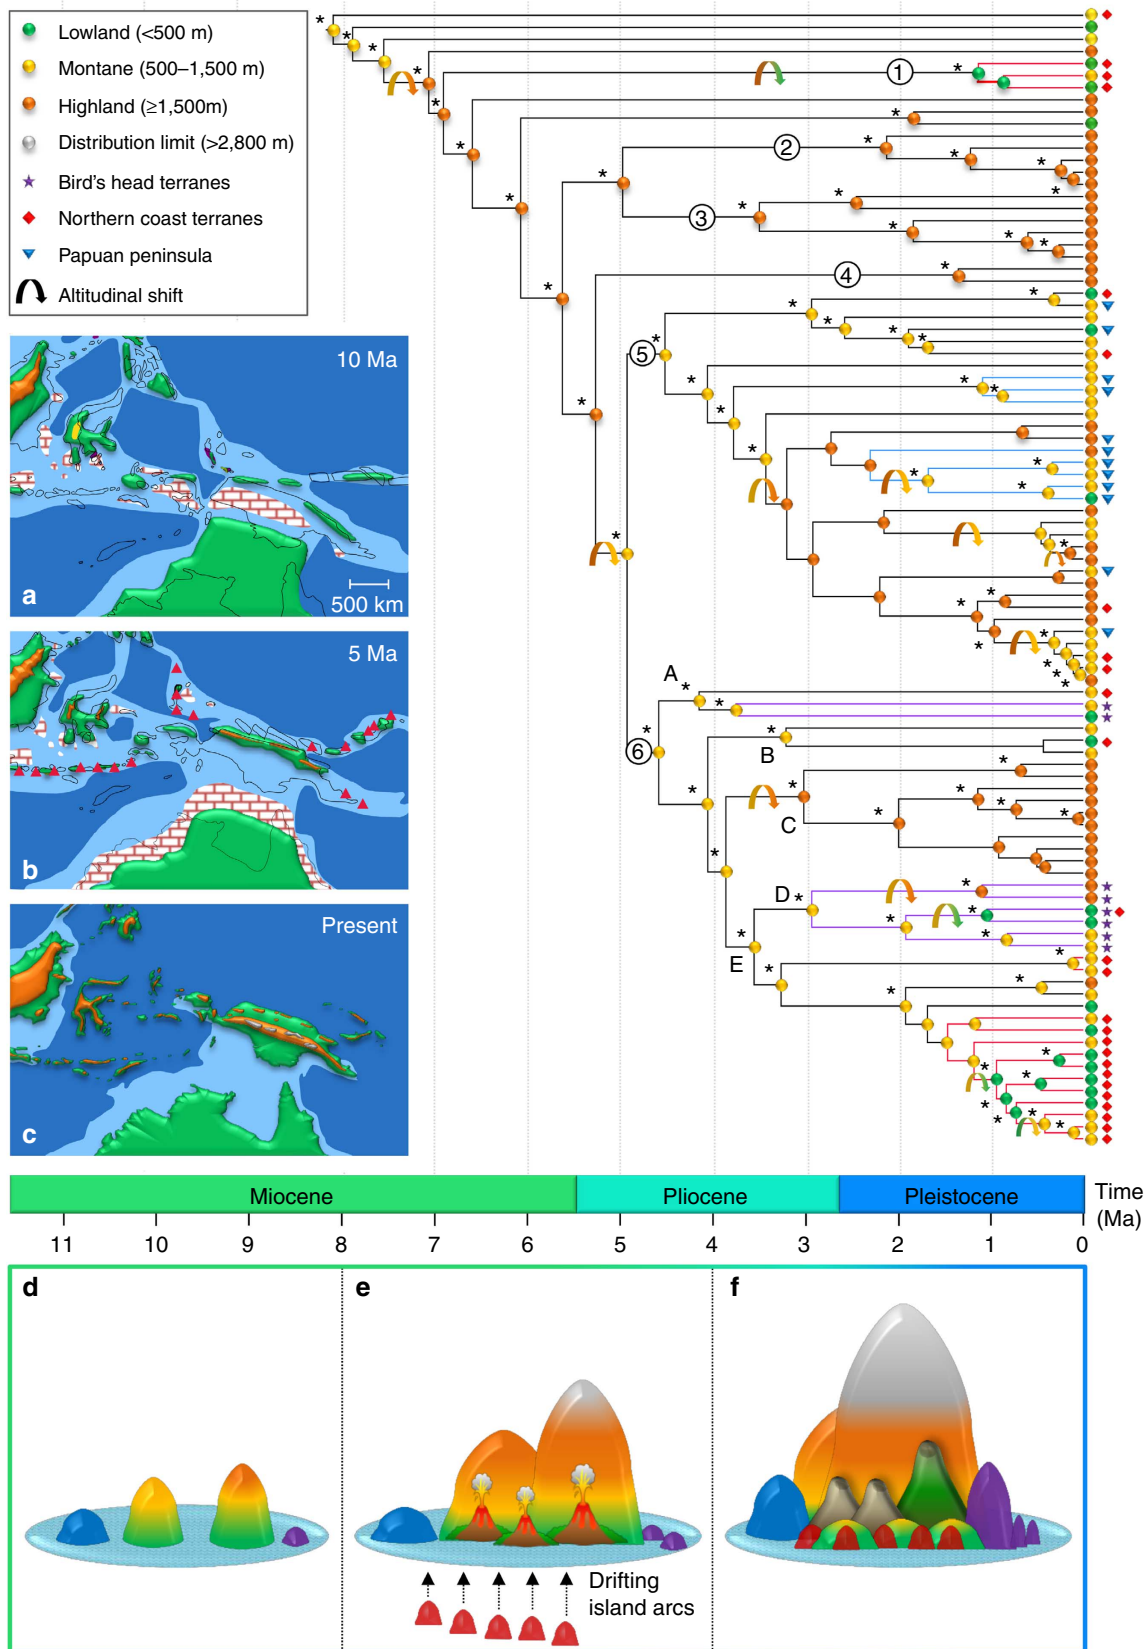 Lowland (<500 m)
Montane (500–1,500 m)
Highland (≥1,500m)
Distribution limit (>2,800 m)
Bird's head terranes
Northern coast terranes
Papuan peninsula
Altitudinal shift
1
2
3
4
5
6
A
B
C
D
E
10 Ma
a
500 km
5 Ma
b
Present
c
Miocene
Pliocene
Pleistocene
Time
(Ma)
11 10 9 8 7 6 5 4 3 2 1 0
d
e
f
Drifting
island arcs